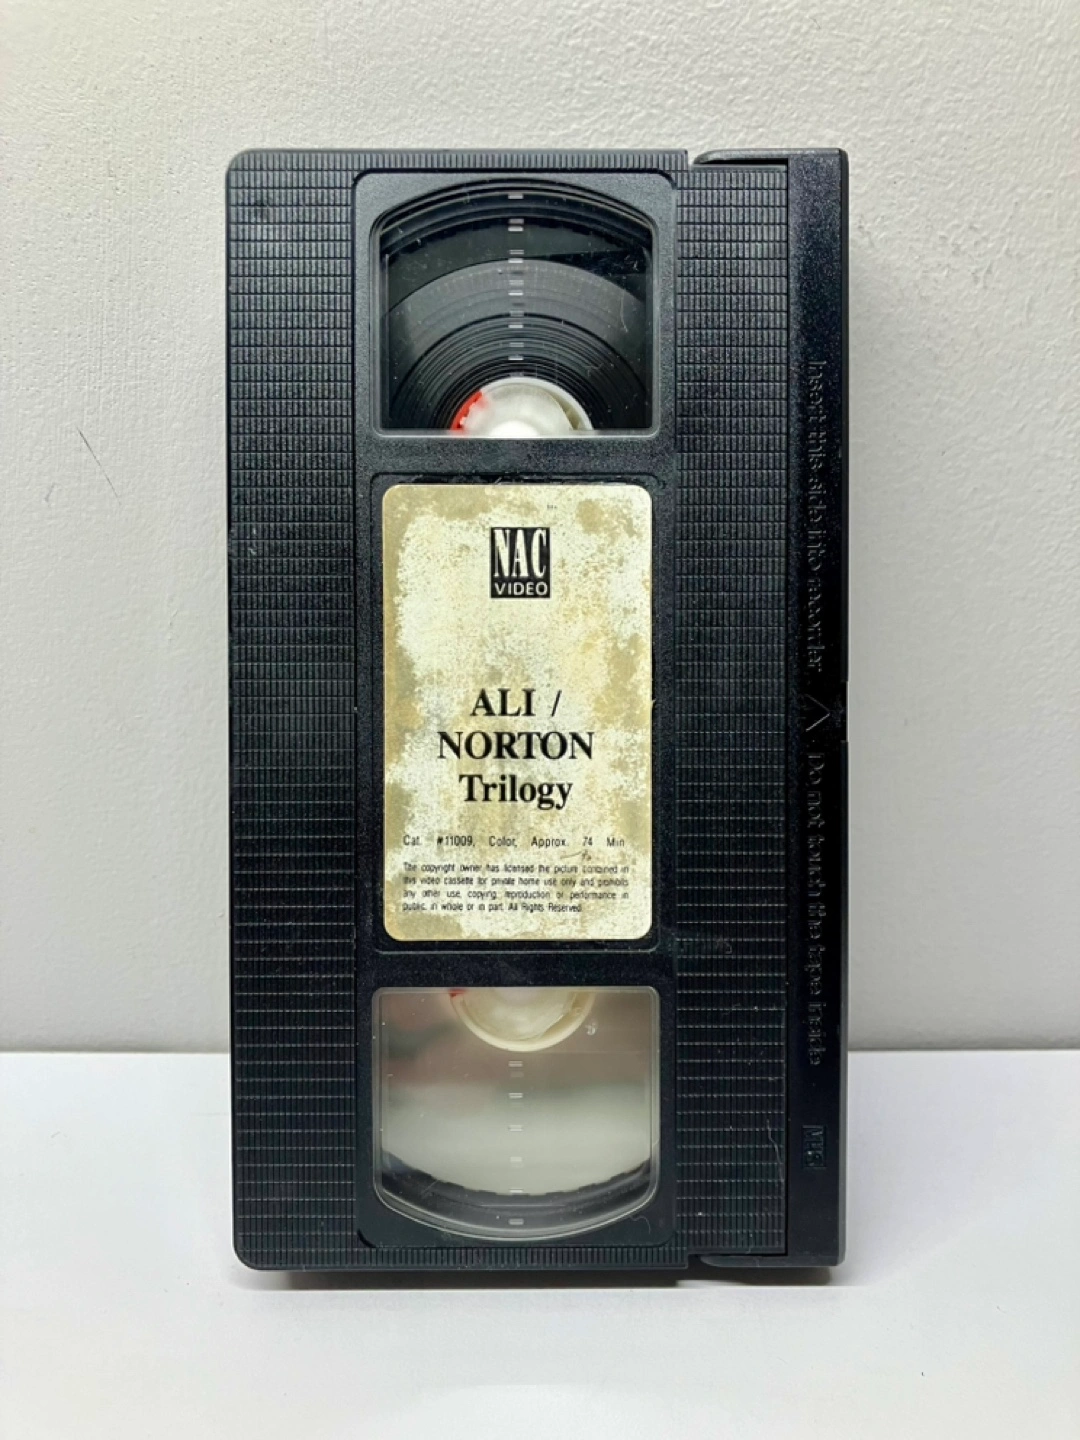 NAC
VIDEO
ALI /
NORTON
Trilogy
Cat. #11009, Color, Approx. 74 Min
The copyright owner has licensed the picture contained in
this video cassette for private home use only and prohibits
any other use, copying, reproduction or performance in
public, in whole or in part. All Rights Reserved.
Insert this side into recorder △ Do not touch the tape inside
VHS